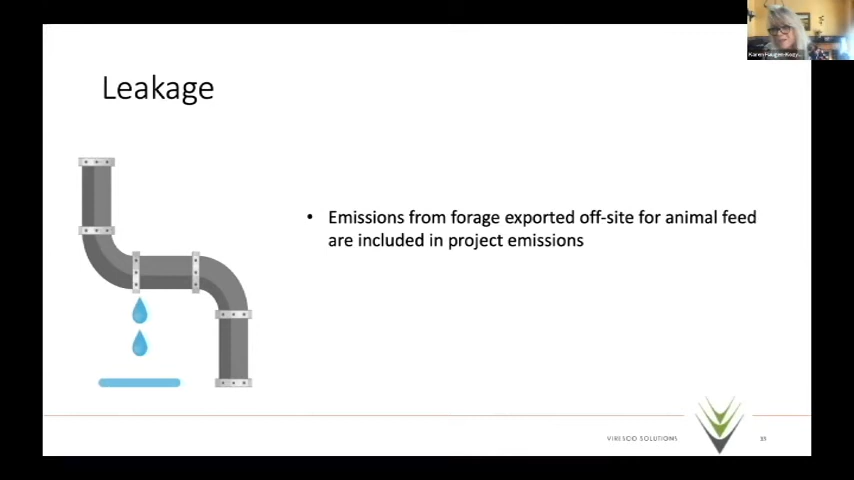 Leakage
• Emissions from forage exported off-site for animal feed
are included in project emissions
VIRESCO SOLUTIONS